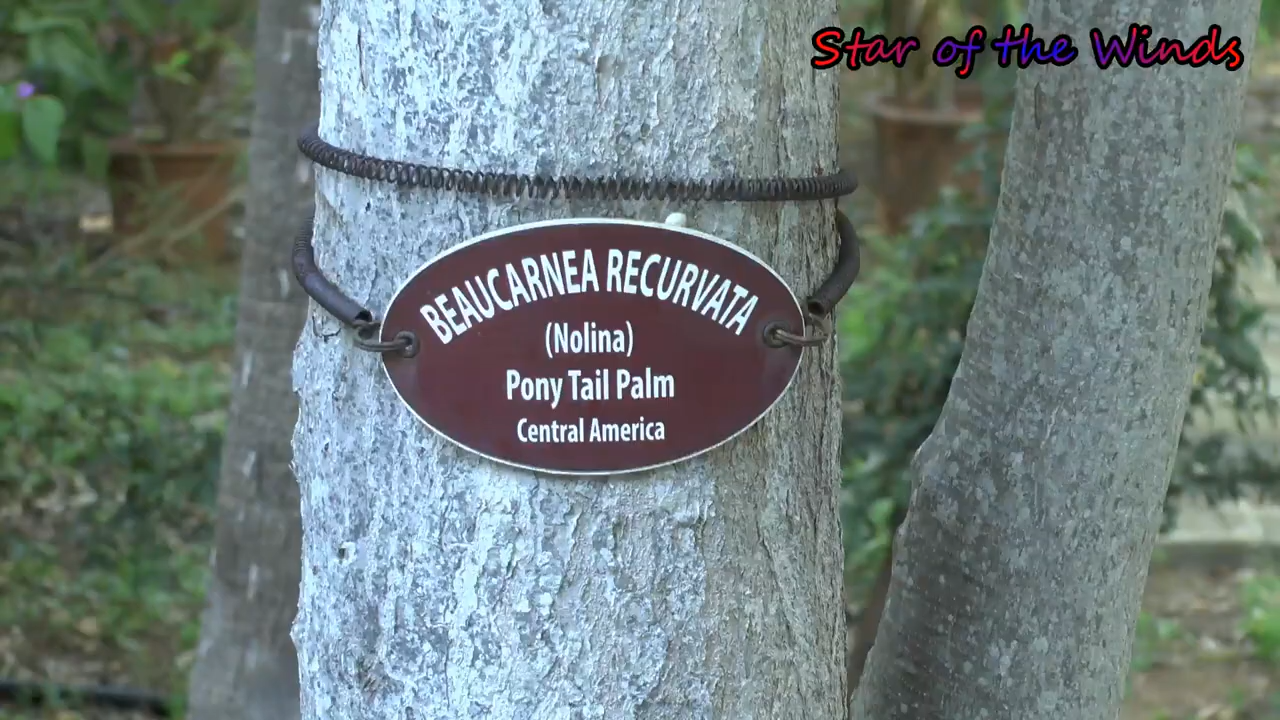 Star of the Winds
BEAUCARNEA RECURVATA
(Nolina)
Pony Tail Palm
Central America